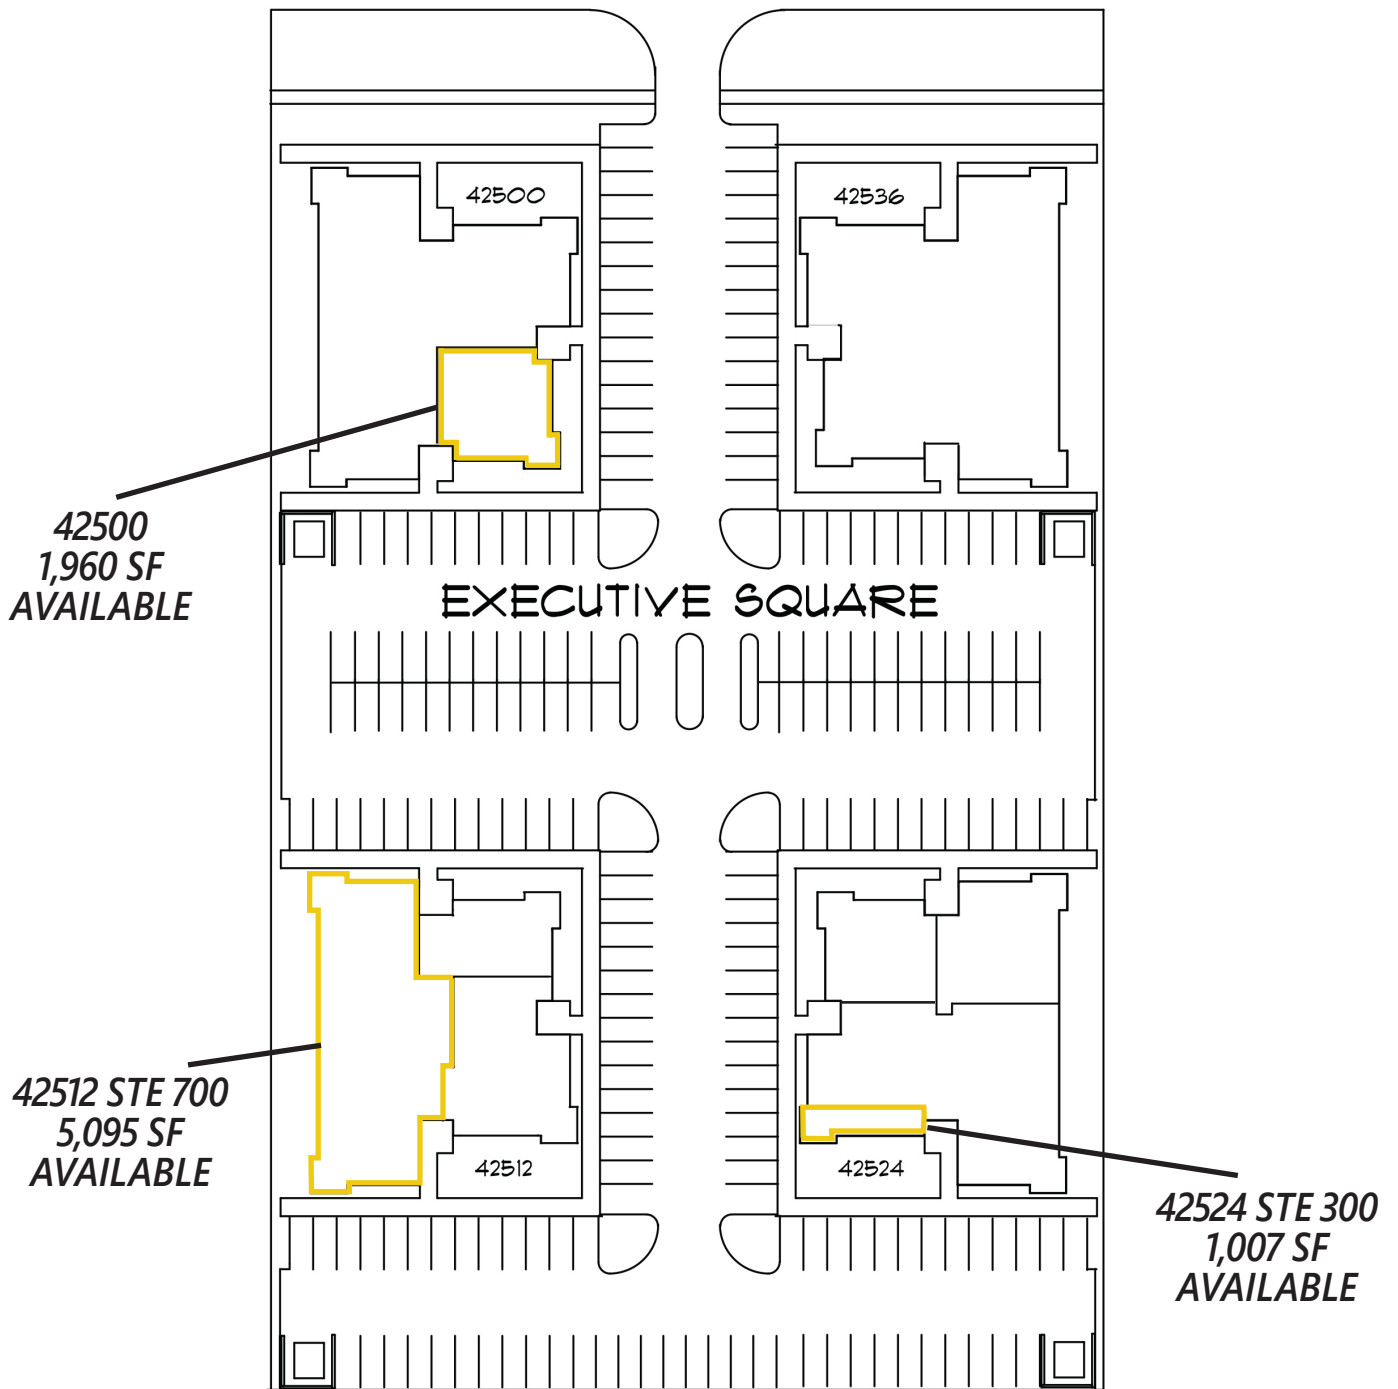 42500
42536
42500
1,960 SF
AVAILABLE
EXECUTIVE SQUARE
42512 STE 700
5,095 SF
AVAILABLE
42512
42524
42524 STE 300
1,007 SF
AVAILABLE